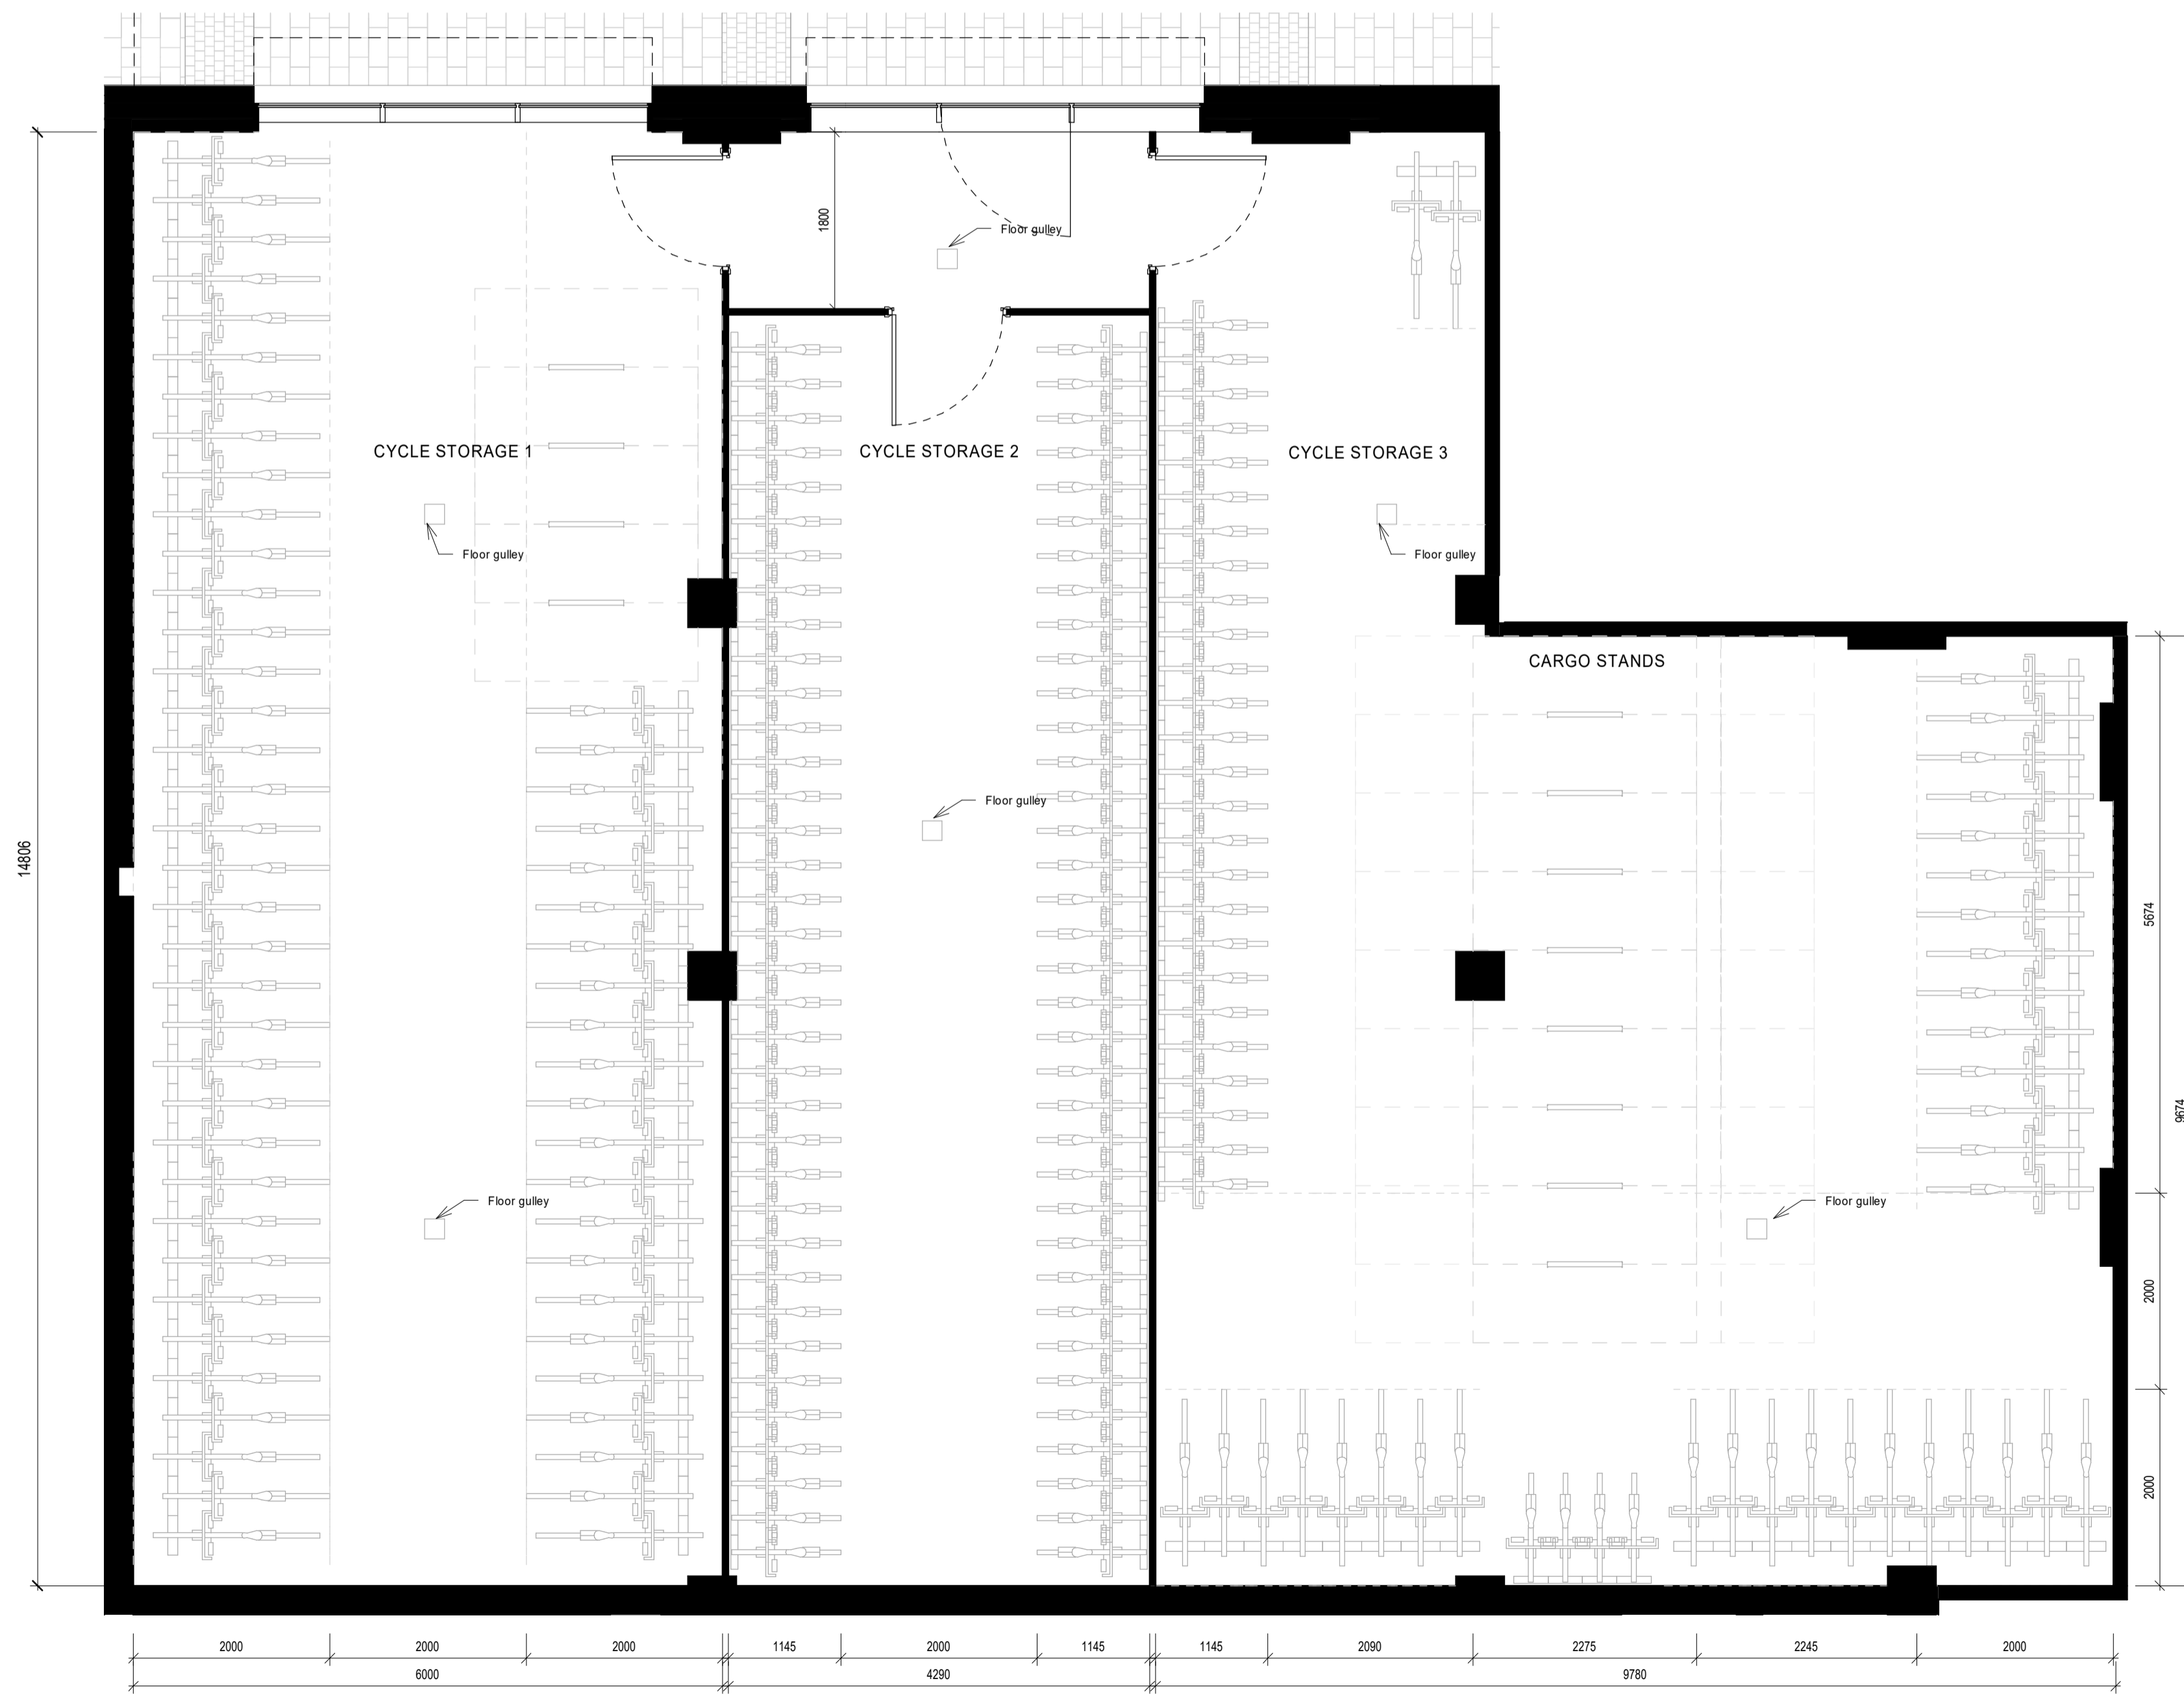 Floor gulley
1800
CYCLE STORAGE 1
CYCLE STORAGE 2
CYCLE STORAGE 3
Floor gulley
Floor gulley
CARGO STANDS
Floor gulley
14806
5674
9674
Floor gulley
Floor gulley
2000
2000
2000
2000
2000
1145
2000
1145
1145
2090
2275
2245
2000
6000
4290
9780